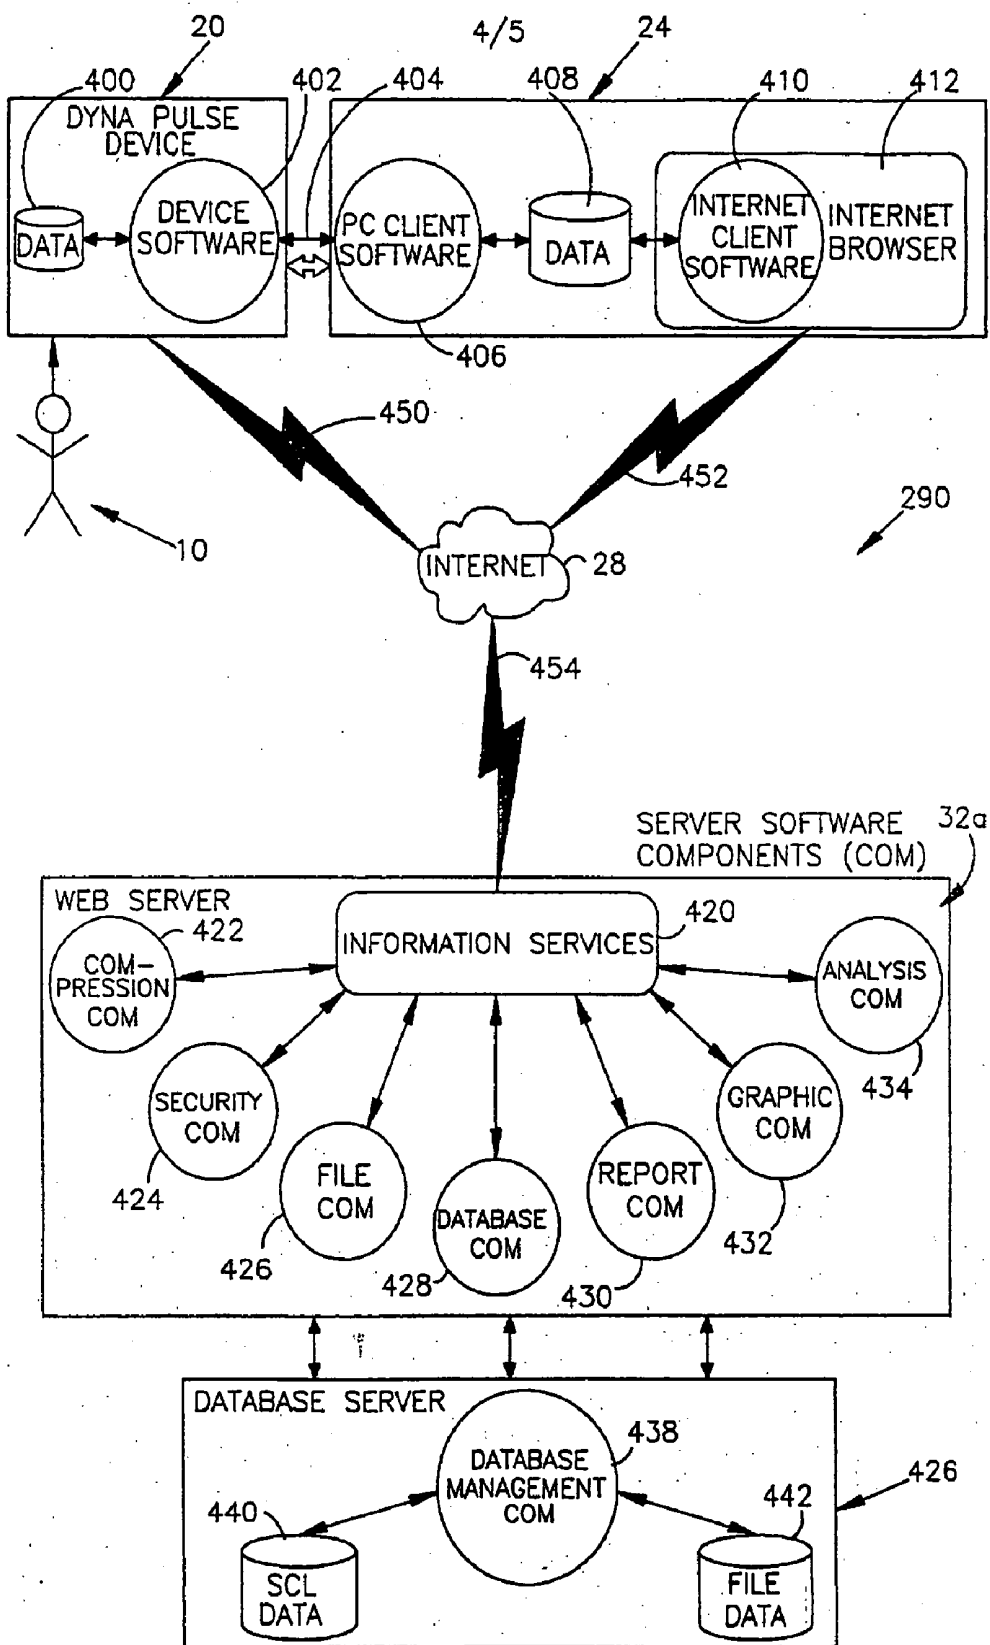 20
4/5
24
400
402
404
408
410
412
DYNA PULSE
DEVICE
DATA
DEVICE
SOFTWARE
PC CLIENT
SOFTWARE
DATA
INTERNET
CLIENT
SOFTWARE
INTERNET
BROWSER
406
450
452
290
10
INTERNET
28
454
SERVER SOFTWARE
COMPONENTS (COM)
32a
WEB SERVER
422
INFORMATION SERVICES
420
COM-
PRESSION
COM
ANALYSIS
COM
434
SECURITY
COM
424
GRAPHIC
COM
432
FILE
COM
426
DATABASE
COM
428
REPORT
COM
430
DATABASE SERVER
438
DATABASE
MANAGEMENT
COM
426
440
442
SCL
DATA
FILE
DATA